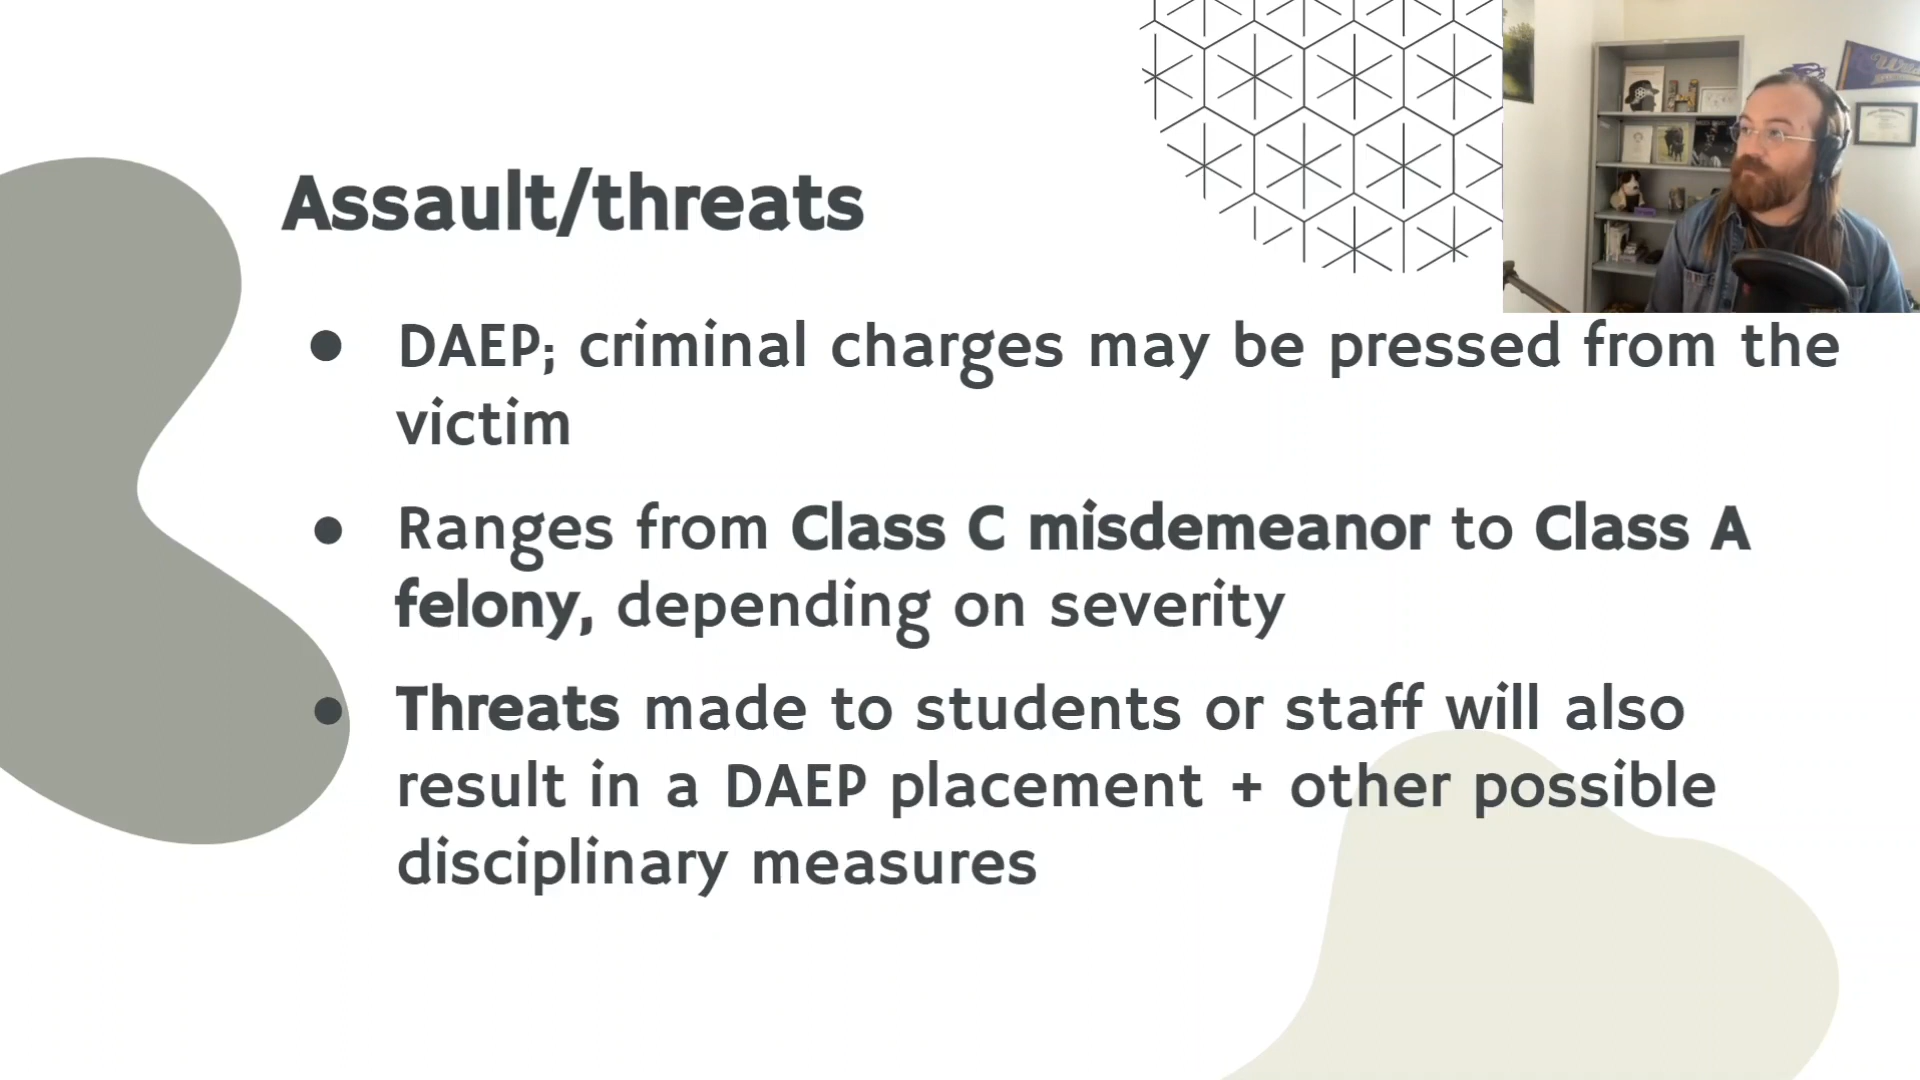 Assault/threats
● DAEP; criminal charges may be pressed from the
victim
● Ranges from Class C misdemeanor to Class A
felony, depending on severity
● Threats made to students or staff will also
result in a DAEP placement + other possible
disciplinary measures